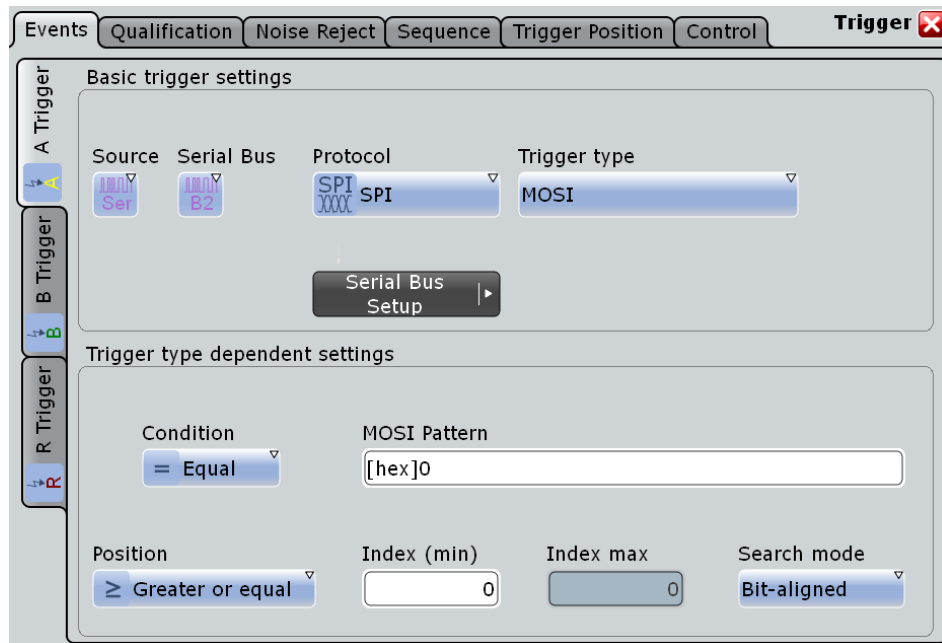 Events Qualification Noise Reject Sequence Trigger Position Control Trigger
A Trigger
A
B Trigger
B
R Trigger
R
Basic trigger settings
Source Serial Bus Protocol Trigger type
Ser B2 SPI SPI MOSI
Serial Bus
Setup
Trigger type dependent settings
Condition MOSI Pattern
= Equal [hex]0
Position Index (min) Index max Search mode
≥ Greater or equal 0 0 Bit-aligned